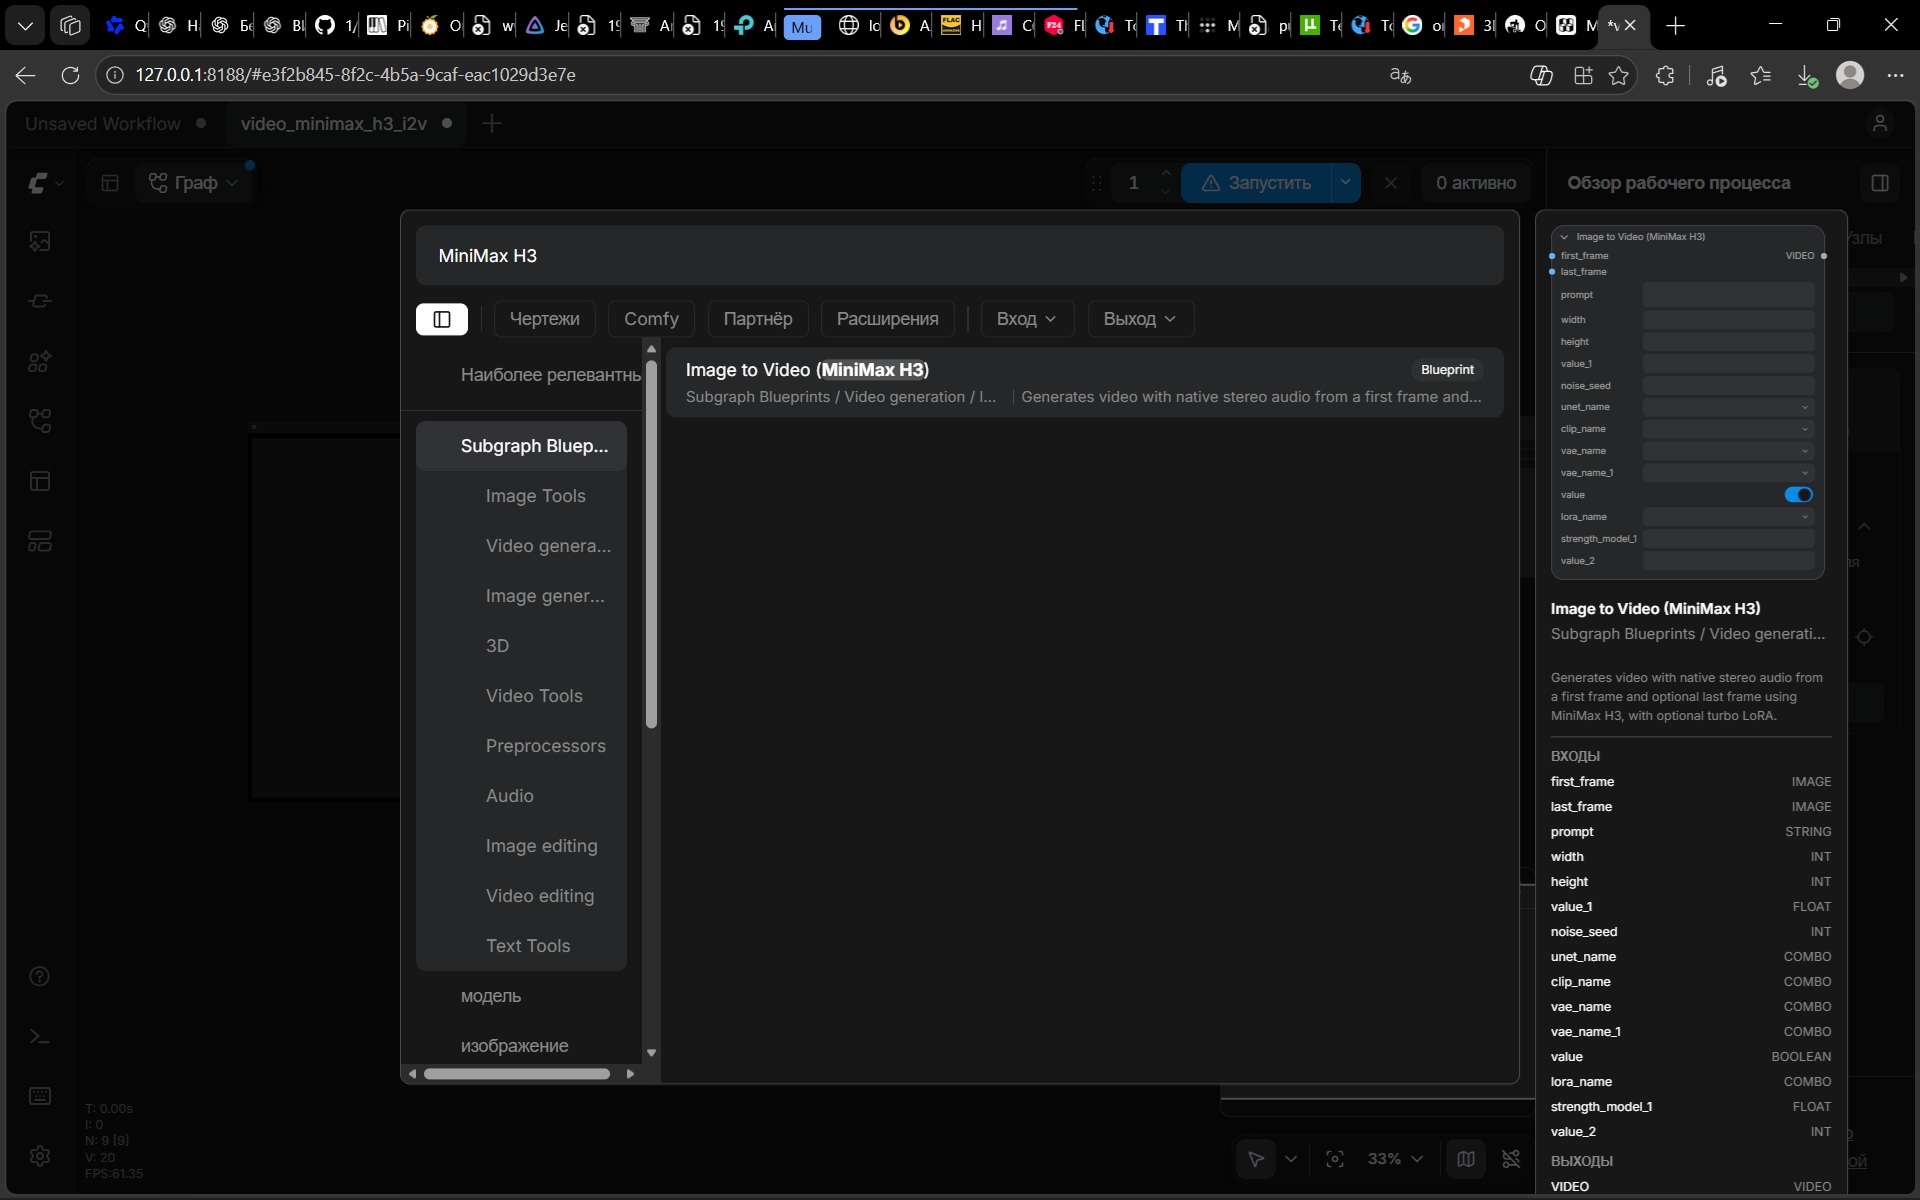 Mu
127.0.0.1:8188/#e3f2b845-8f2c-4b5a-9caf-eac1029d3e7e
Unsaved Workflow
video_minimax_h3_i2v
Граф
1
Запустить
0 активно
Обзор рабочего процесса
MiniMax H3
Чертежи
Comfy
Партнёр
Расширения
Вход
Выход
Наиболее релевантны
Subgraph Bluep...
Image Tools
Video genera...
Image gener...
3D
Video Tools
Preprocessors
Audio
Image editing
Video editing
Text Tools
модель
изображение
Image to Video (MiniMax H3)
Blueprint
Subgraph Blueprints / Video generation / I...
Generates video with native stereo audio from a first frame and...
Image to Video (MiniMax H3)
first_frame
VIDEO
last_frame
prompt
width
height
value_1
noise_seed
unet_name
clip_name
vae_name
vae_name_1
value
lora_name
strength_model_1
value_2
Image to Video (MiniMax H3)
Subgraph Blueprints / Video generati...
Generates video with native stereo audio from
a first frame and optional last frame using
MiniMax H3, with optional turbo LoRA.
ВХОДЫ
first_frame IMAGE
last_frame IMAGE
prompt STRING
width INT
height INT
value_1 FLOAT
noise_seed INT
unet_name COMBO
clip_name COMBO
vae_name COMBO
vae_name_1 COMBO
value BOOLEAN
lora_name COMBO
strength_model_1 FLOAT
value_2 INT
ВЫХОДЫ
VIDEO VIDEO
T: 0.00s
I: 0
N: 9 [9]
V: 20
FPS:61.35
33%